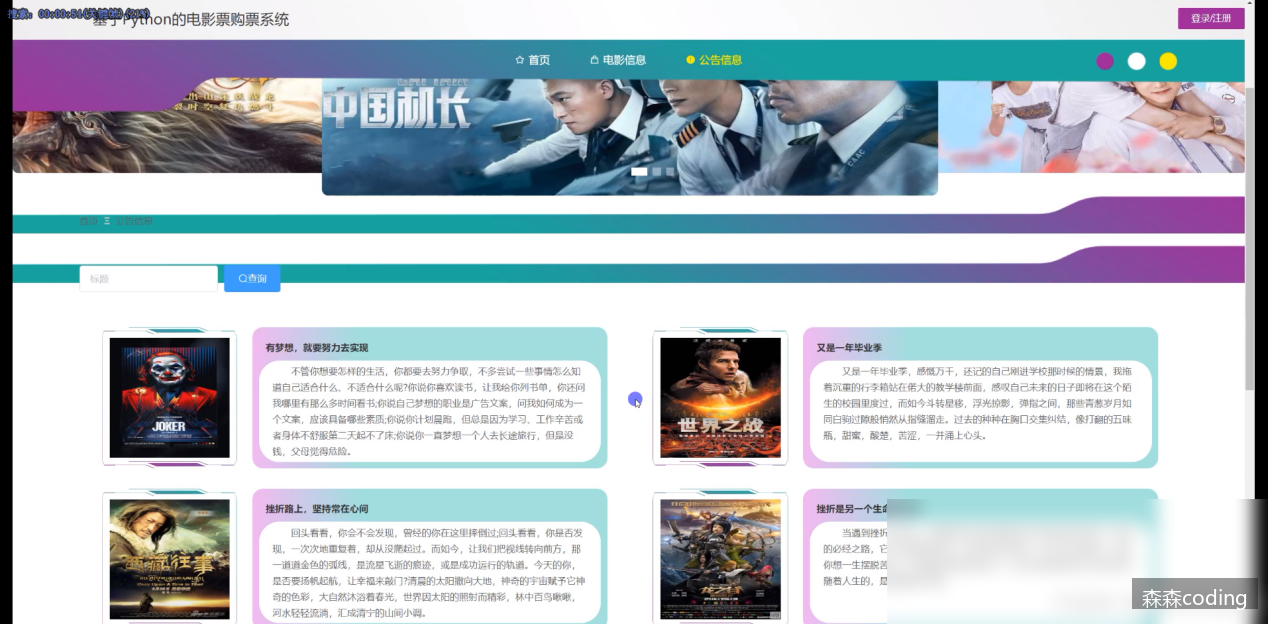 基于Python的电影票购票系统
登录/注册
首页
电影信息
公告信息
中国机长
首页 Ξ 公告信息
标题
查询
有梦想，就要努力去实现
不管你想要怎样的生活，你都要去努力争取，不多尝试一些事情怎么知
道自己适合什么、不适合什么呢?你说你喜欢读书，让我给你列书单，你还问
我哪里有那么多时间看书;你说自己梦想的职业是广告文案，问我如何成为一
个文案，应该具备哪些素质;你说你计划晨跑，但总是因为学习、工作辛苦或
者身体不舒服第二天起不了床;你说你一直梦想一个人去长途旅行，但是没
钱，父母觉得危险。
JOKER
又是一年毕业季
又是一年毕业季，感慨万千，还记的自己刚进学校那时候的情景，我拖
着沉重的行李箱站在偌大的教学楼前面，感叹自己未来的日子即将在这个陌
生的校园里度过，而如今斗转星移，浮光掠影，弹指之间，那些青葱岁月如
同白驹过隙般悄然从指缝溜走。过去的种种在胸口交集纠结，像打翻的五味
瓶，甜蜜，酸楚，苦涩，一并涌上心头。
世界之战
挫折路上，坚持常在心间
回头看看，你会不会发现，曾经的你在这里摔倒过;回头看看，你是否发
现，一次次地重复着，却从没爬起过。而如今，让我们把视线转向前方，那
一道道金色的弧线，是流星飞逝的痕迹，或是成功运行的轨道。今天的你，
是否要扬帆起航，让幸福来敲门?清晨的太阳撒向大地，神奇的宇宙赋予它神
奇的色彩，大自然沐浴着春光，世界因太阳的照射而精彩，林中百鸟啾啾，
河水轻轻流淌，汇成清宁的山间小调。
西藏往事
挫折是另一个生命
当遇到挫折
的必经之路，它
你想一生摆脱苦
随着人生的，是
森森coding